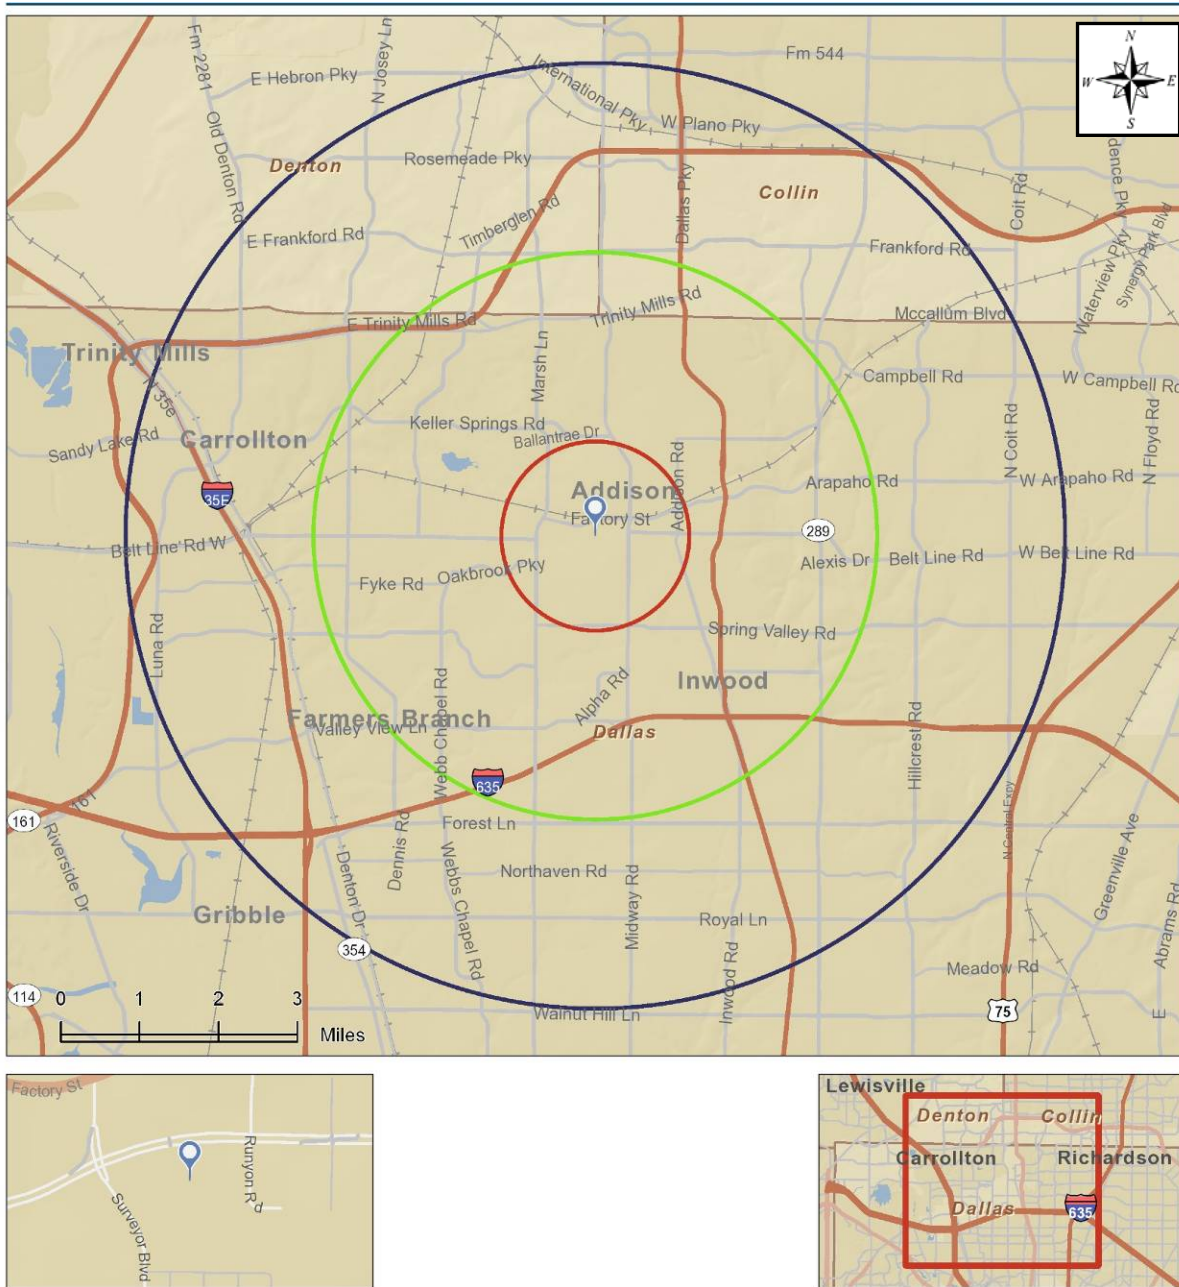 Fm 2281
N Josey Ln
E Hebron Pky
International Pky
Fm 544
N
W
E
S
W Plano Pky
Old Denton Rd
Denton
Rosemeade Pky
Collin
Dallas Pky
Coit Rd
dence Pky
Timberglen Rd
E Frankford Rd
Frankford Rd
Waterview Pky
Synergy Park Blvd
E Trinity Mills Rd
Trinity Mills Rd
Mccallum Blvd
Trinity Mills
Marsh Ln
Campbell Rd
W Campbell Rd
N 35e
Keller Springs Rd
Ballantrae Dr
Sandy Lake Rd
Carrollton
N Coit Rd
N Floyd Rd
35E
Addison
Addison Rd
Arapaho Rd
W Arapaho Rd
Factory St
289
Belt Line Rd W
Oakbrook Pky
Fyke Rd
Alexis Dr
Belt Line Rd
W Belt Line Rd
Luna Rd
Spring Valley Rd
Webb Chapel Rd
Alpha Rd
Inwood
Farmers Branch
Valley View Ln
Dallas
Hillcrest Rd
635
161
161
Riverside Dr
Dennis Rd
Forest Ln
N Central Expy
Greenville Ave
Denton Dr
Webbs Chapel Rd
Northaven Rd
Midway Rd
Abrams Rd
Gribble
Royal Ln
354
Inwood Rd
Meadow Rd
114
0 1 2 3
Miles
Walnut Hill Ln
75
E
Factory St
Runyon Rd
Surveyor Blvd
Lewisville
Denton
Collin
Carrollton
Richardson
Dallas
635